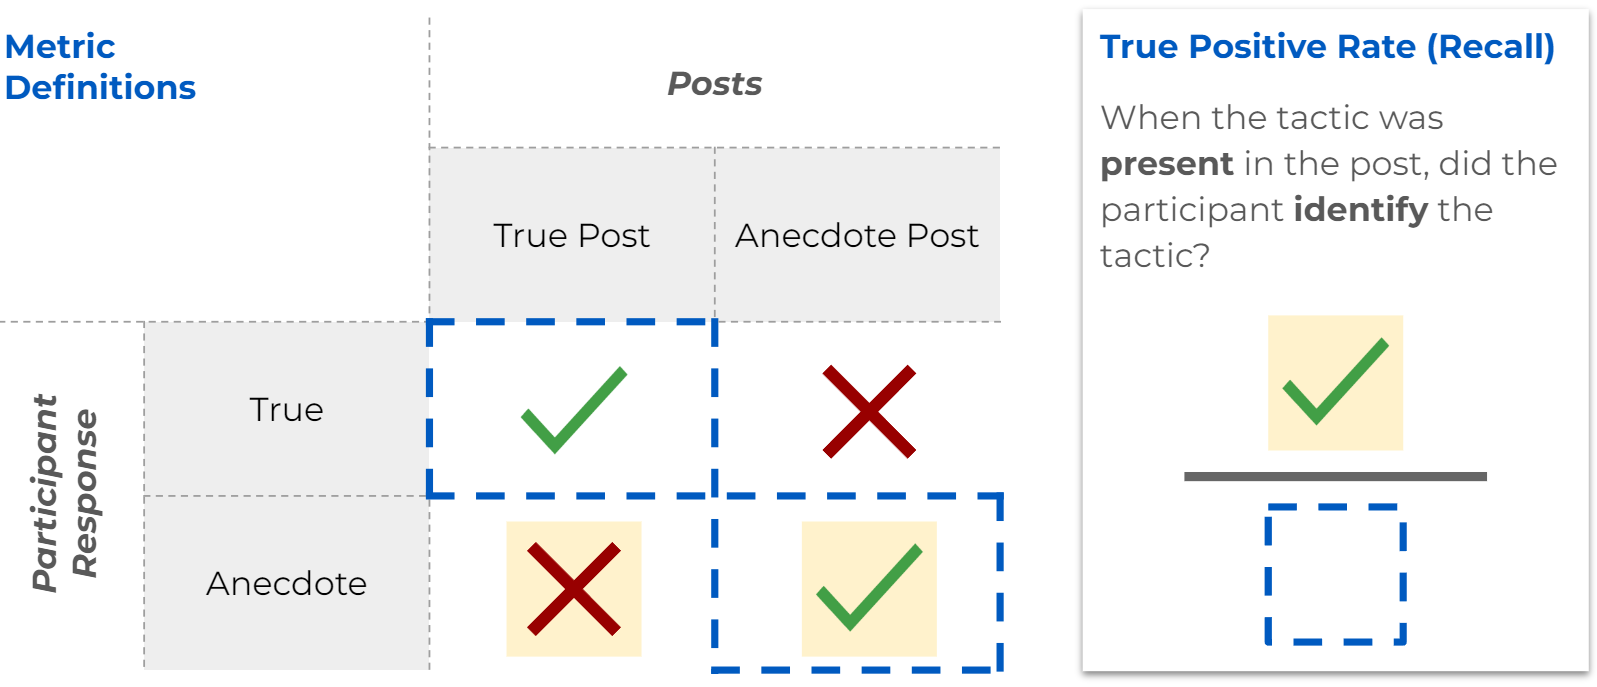 Metric
Definitions
Posts
True Post
Anecdote Post
Participant
Response
True
Anecdote
True Positive Rate (Recall)
When the tactic was
present in the post, did the
participant identify the
tactic?